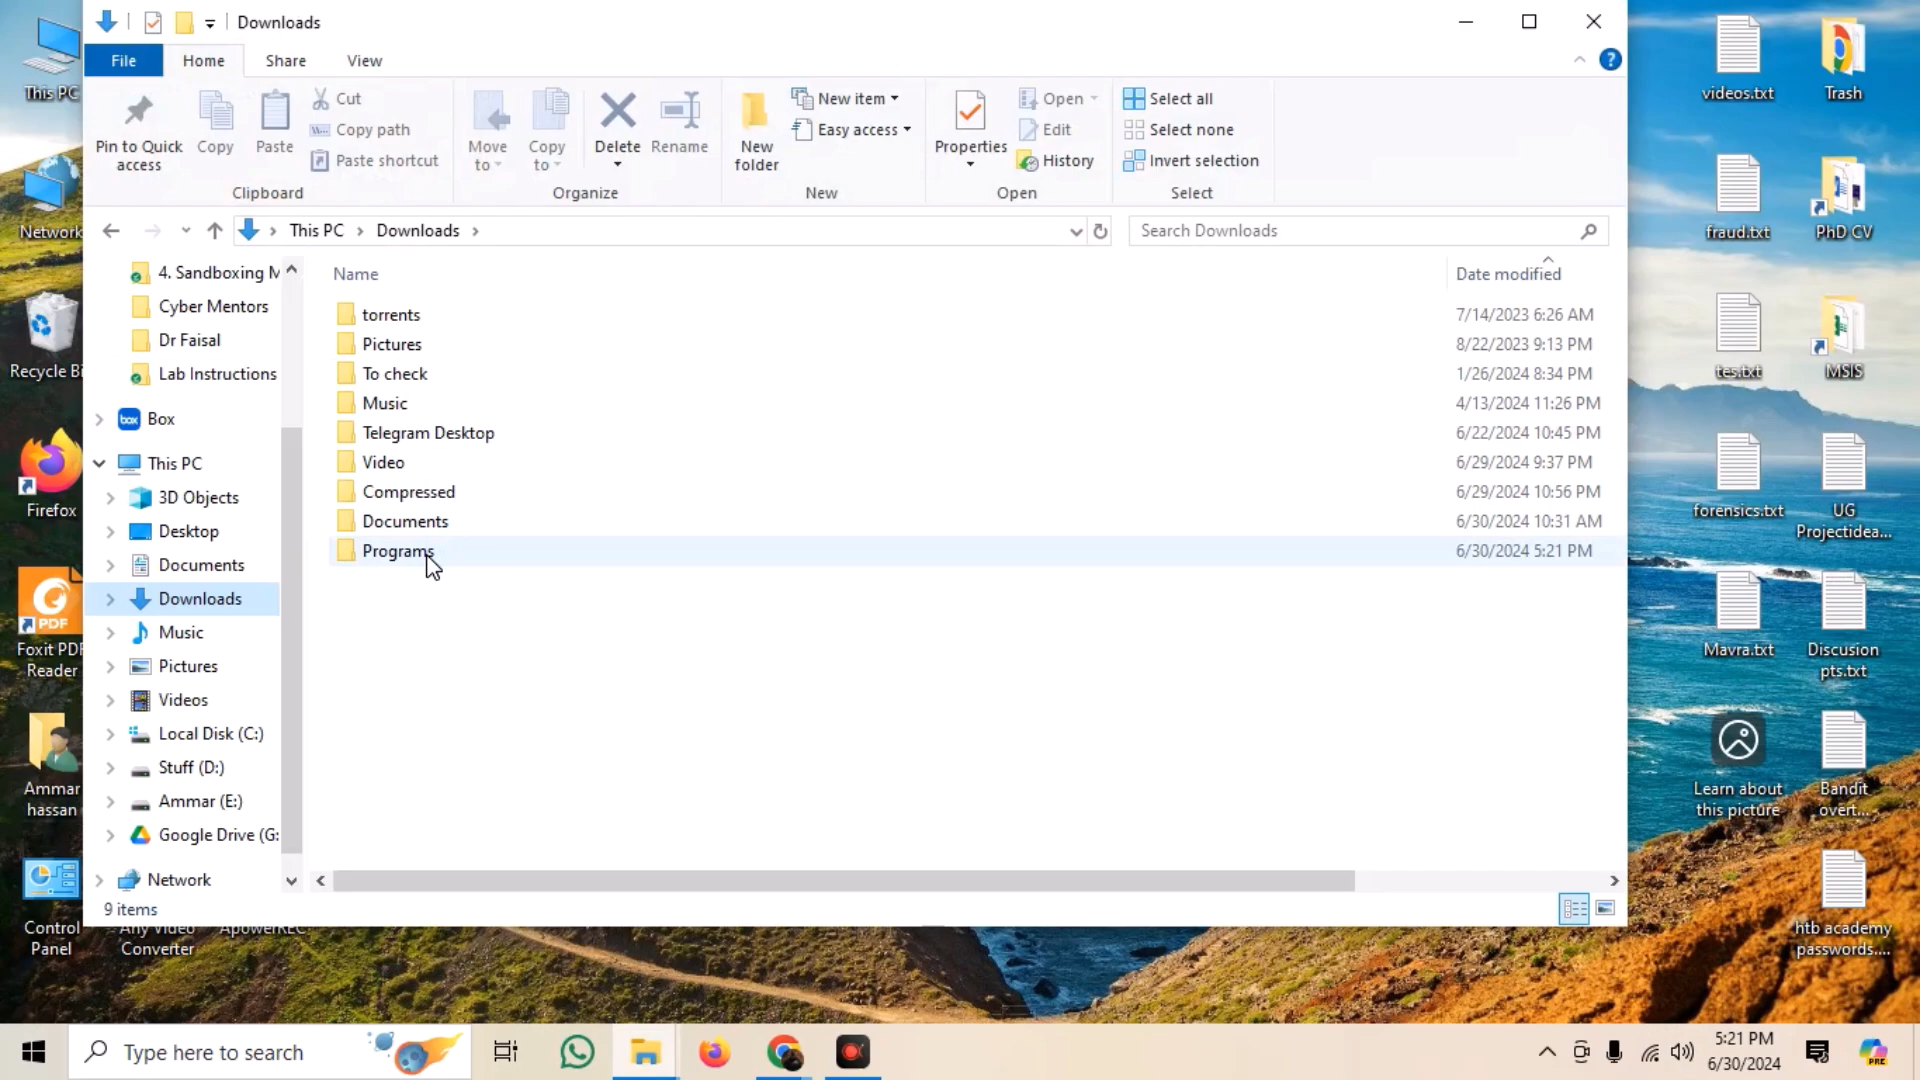 Downloads
File
Home
Share
View
Pin to Quick
access
Copy
Paste
Cut
Copy path
Paste shortcut
Clipboard
Move
to
Copy
to
Delete
Rename
Organize
New
folder
New item
Easy access
New
Properties
Open
Edit
History
Open
Select all
Select none
Invert selection
Select
This PC
Downloads
Search Downloads
4. Sandboxing M
Cyber Mentors
Dr Faisal
Lab Instructions
box
Box
This PC
3D Objects
Desktop
Documents
Downloads
Music
Pictures
Videos
Local Disk (C:)
Stuff (D:)
Ammar (E:)
Google Drive (G:
Network
Name
Date modified
torrents
7/14/2023 6:26 AM
Pictures
8/22/2023 9:13 PM
To check
1/26/2024 8:34 PM
Music
4/13/2024 11:26 PM
Telegram Desktop
6/22/2024 10:45 PM
Video
6/29/2024 9:37 PM
Compressed
6/29/2024 10:56 PM
Documents
6/30/2024 10:31 AM
Programs
6/30/2024 5:21 PM
9 items
This PC
Network
Recycle Bi
Firefox
PDF
Foxit PDF
Reader
Ammar
hassan
Control
Panel
Any Video
Converter
ApowerREC
videos.txt
Trash
fraud.txt
PhD CV
tes.txt
MSIS
forensics.txt
UG
Projectidea...
Mavra.txt
Discusion
pts.txt
Learn about
this picture
Bandit
overt...
htb academy
passwords....
Type here to search
5:21 PM
6/30/2024
PRE